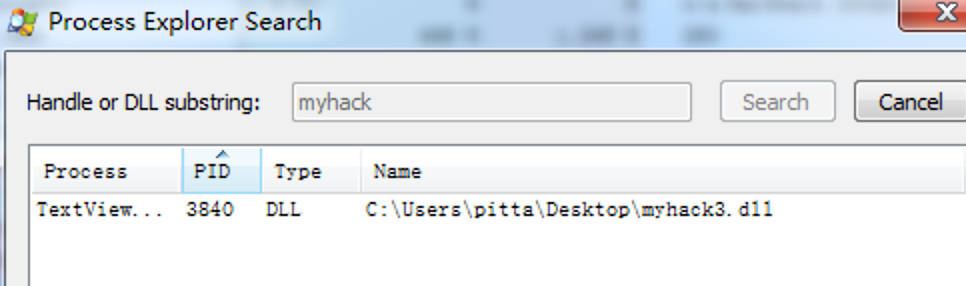 Process Explorer Search
Handle or DLL substring: myhack Search Cancel
Process PID Type Name
TextView... 3840 DLL C:\Users\pitta\Desktop\myhack3.dll